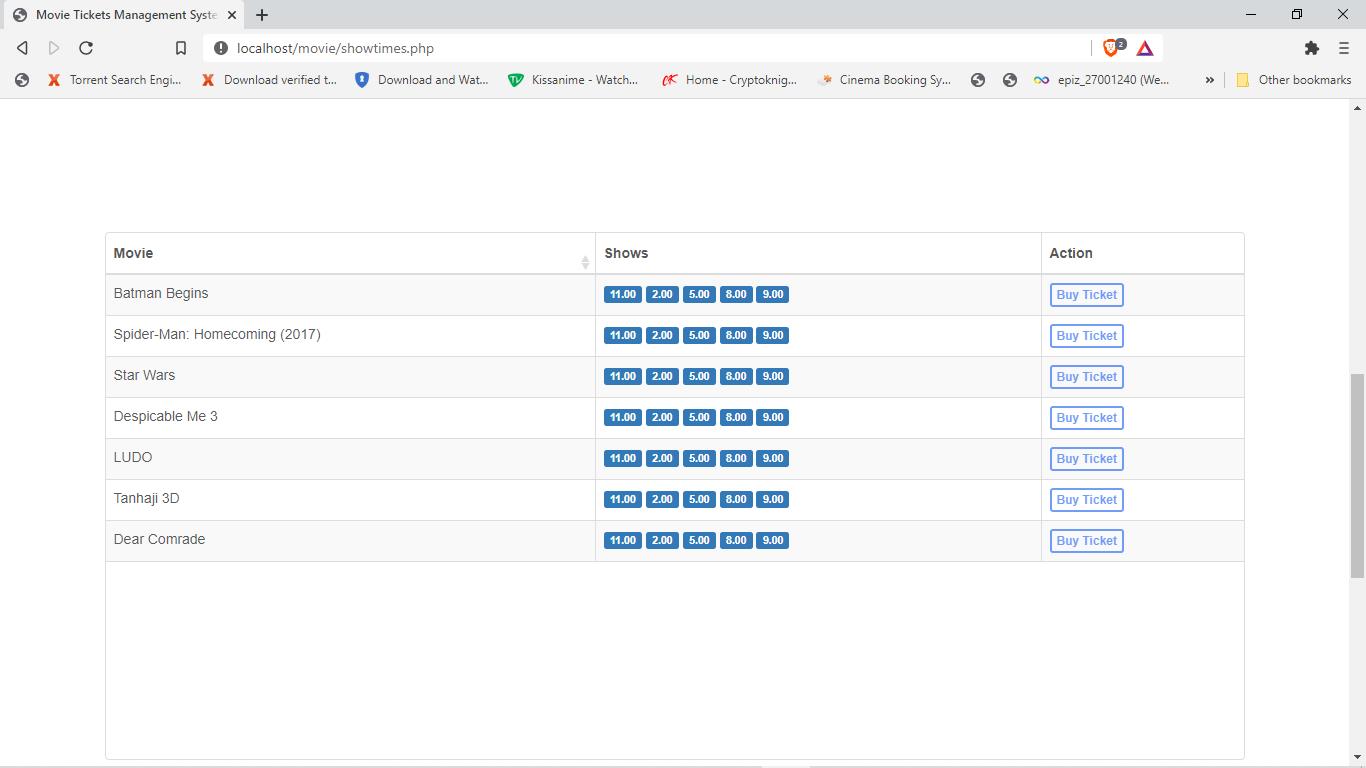 Movie Tickets Management Syste
localhost/movie/showtimes.php
2
Torrent Search Engi...
Download verified t...
Download and Wat...
TV
Kissanime - Watch...
CK
Home - Cryptoknig...
Cinema Booking Sy...
epiz_27001240 (We...
»
Other bookmarks
Movie Shows Action
Batman Begins 11.00 2.00 5.00 8.00 9.00 Buy Ticket
Spider-Man: Homecoming (2017) 11.00 2.00 5.00 8.00 9.00 Buy Ticket
Star Wars 11.00 2.00 5.00 8.00 9.00 Buy Ticket
Despicable Me 3 11.00 2.00 5.00 8.00 9.00 Buy Ticket
LUDO 11.00 2.00 5.00 8.00 9.00 Buy Ticket
Tanhaji 3D 11.00 2.00 5.00 8.00 9.00 Buy Ticket
Dear Comrade 11.00 2.00 5.00 8.00 9.00 Buy Ticket